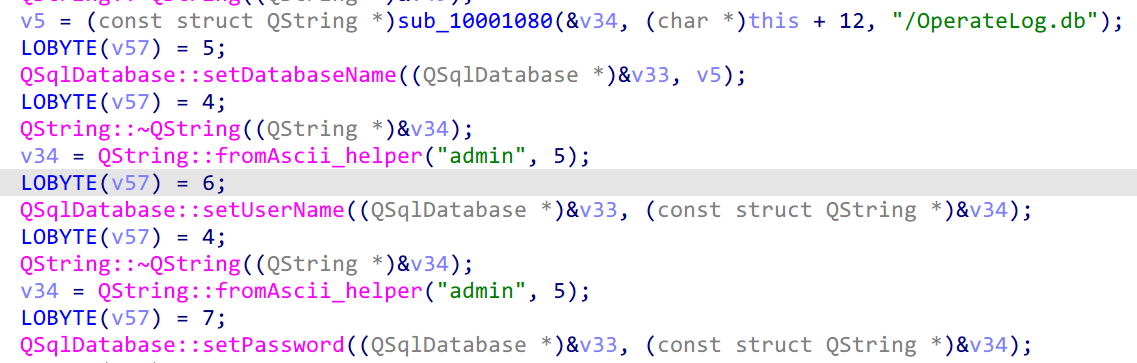 v5 = (const struct QString *)sub_10001080(&v34, (char *)this + 12, "/OperateLog.db");
LOBYTE(v57) = 5;
QSqlDatabase::setDatabaseName((QSqlDatabase *)&v33, v5);
LOBYTE(v57) = 4;
QString::~QString((QString *)&v34);
v34 = QString::fromAscii_helper("admin", 5);
LOBYTE(v57) = 6;
QSqlDatabase::setUserName((QSqlDatabase *)&v33, (const struct QString *)&v34);
LOBYTE(v57) = 4;
QString::~QString((QString *)&v34);
v34 = QString::fromAscii_helper("admin", 5);
LOBYTE(v57) = 7;
QSqlDatabase::setPassword((QSqlDatabase *)&v33, (const struct QString *)&v34);